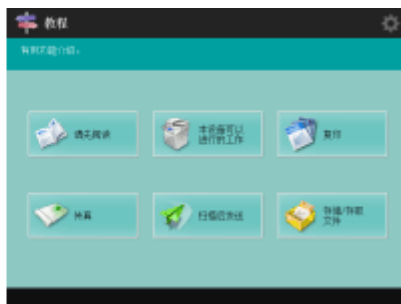 教程
有何功能介绍。
请先阅读
本设备可以
进行的工作
复印
传真
扫描后发送
存储/存取
文件